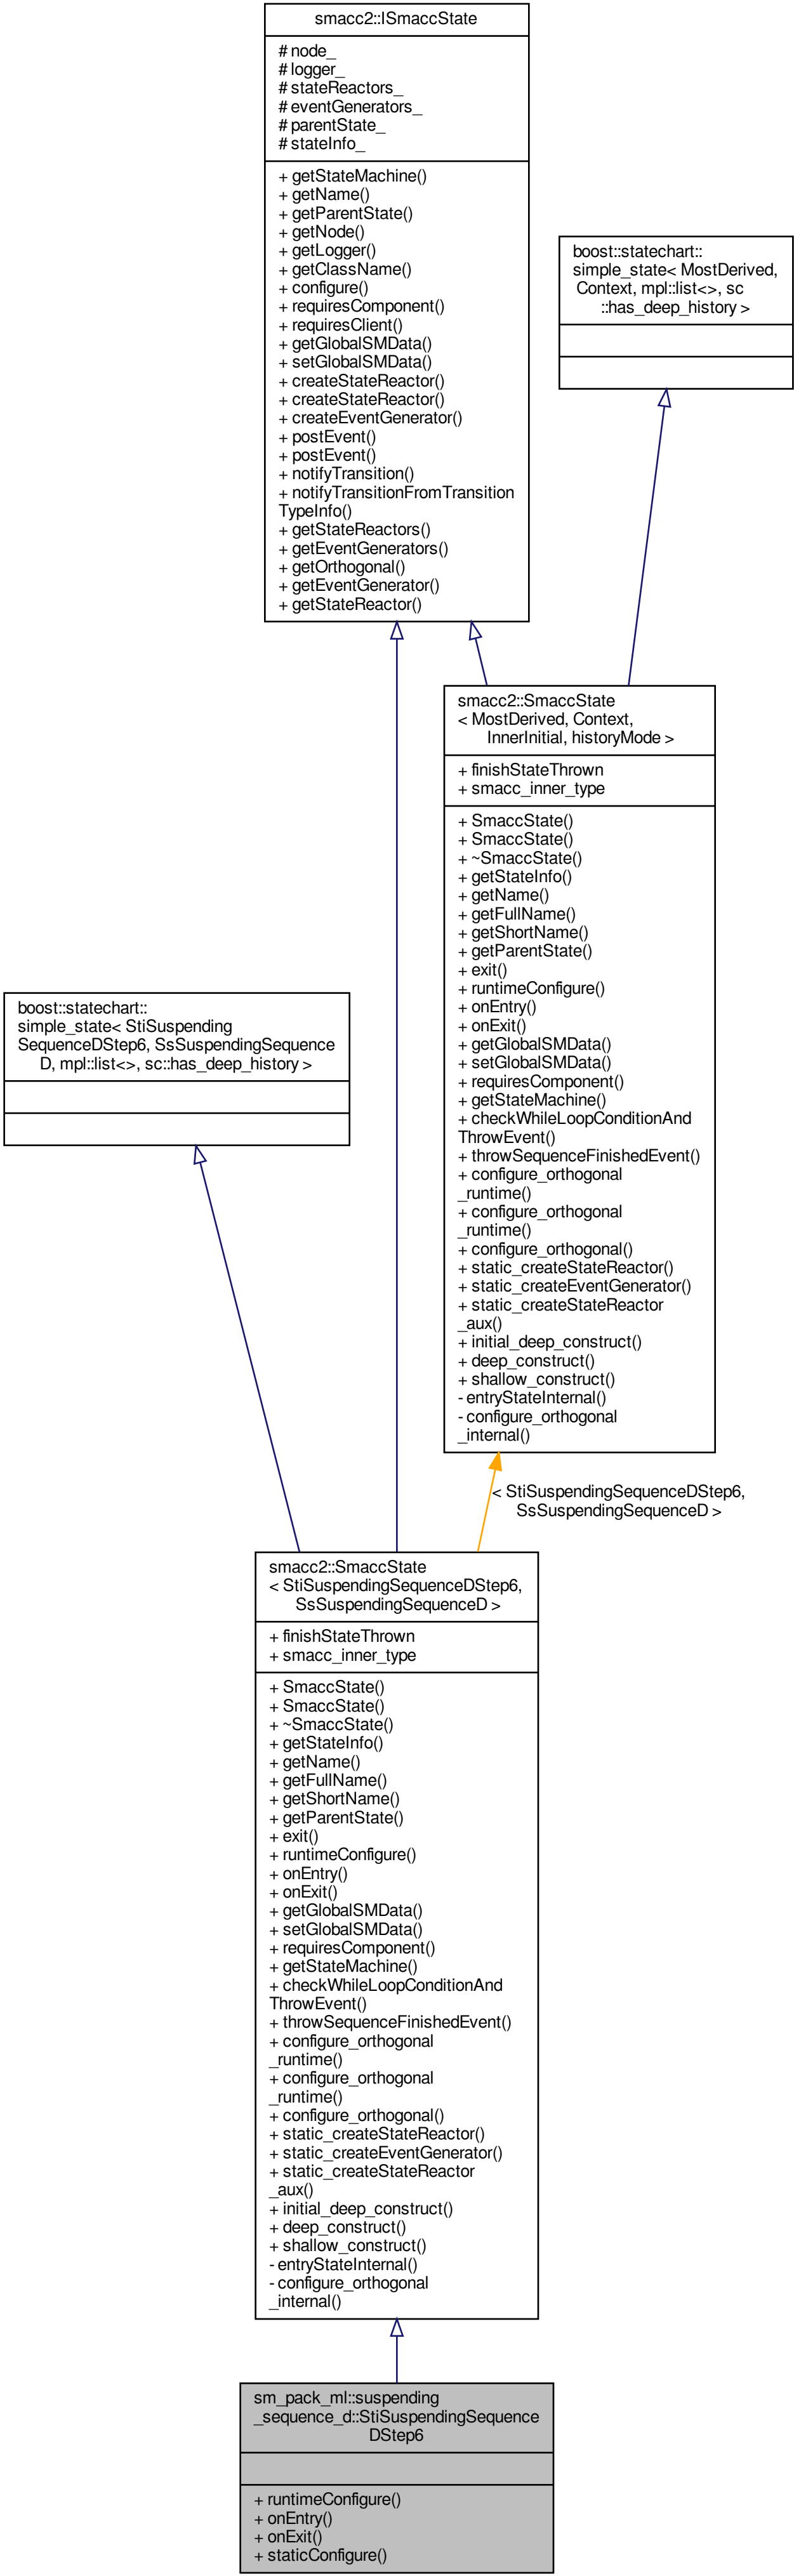 smacc2::ISmaccState
# node_
# logger_
# stateReactors_
# eventGenerators_
# parentState_
# stateInfo_
+ getStateMachine()
+ getName()
+ getParentState()
+ getNode()
+ getLogger()
+ getClassName()
+ configure()
+ requiresComponent()
+ requiresClient()
+ getGlobalSMData()
+ setGlobalSMData()
+ createStateReactor()
+ createStateReactor()
+ createEventGenerator()
+ postEvent()
+ postEvent()
+ notifyTransition()
+ notifyTransitionFromTransition
TypeInfo()
+ getStateReactors()
+ getEventGenerators()
+ getOrthogonal()
+ getEventGenerator()
+ getStateReactor()
boost::statechart::
simple_state< MostDerived,
Context, mpl::list<>, sc
::has_deep_history >
smacc2::SmaccState
< MostDerived, Context,
InnerInitial, historyMode >
+ finishStateThrown
+ smacc_inner_type
+ SmaccState()
+ SmaccState()
+ ~SmaccState()
+ getStateInfo()
+ getName()
+ getFullName()
+ getShortName()
+ getParentState()
+ exit()
+ runtimeConfigure()
+ onEntry()
+ onExit()
+ getGlobalSMData()
+ setGlobalSMData()
+ requiresComponent()
+ getStateMachine()
+ checkWhileLoopConditionAnd
ThrowEvent()
+ throwSequenceFinishedEvent()
+ configure_orthogonal
_runtime()
+ configure_orthogonal
_runtime()
+ configure_orthogonal()
+ static_createStateReactor()
+ static_createEventGenerator()
+ static_createStateReactor
_aux()
+ initial_deep_construct()
+ deep_construct()
+ shallow_construct()
- entryStateInternal()
- configure_orthogonal
_internal()
boost::statechart::
simple_state< StiSuspending
SequenceDStep6, SsSuspendingSequence
D, mpl::list<>, sc::has_deep_history >
< StiSuspendingSequenceDStep6,
SsSuspendingSequenceD >
smacc2::SmaccState
< StiSuspendingSequenceDStep6,
SsSuspendingSequenceD >
+ finishStateThrown
+ smacc_inner_type
+ SmaccState()
+ SmaccState()
+ ~SmaccState()
+ getStateInfo()
+ getName()
+ getFullName()
+ getShortName()
+ getParentState()
+ exit()
+ runtimeConfigure()
+ onEntry()
+ onExit()
+ getGlobalSMData()
+ setGlobalSMData()
+ requiresComponent()
+ getStateMachine()
+ checkWhileLoopConditionAnd
ThrowEvent()
+ throwSequenceFinishedEvent()
+ configure_orthogonal
_runtime()
+ configure_orthogonal
_runtime()
+ configure_orthogonal()
+ static_createStateReactor()
+ static_createEventGenerator()
+ static_createStateReactor
_aux()
+ initial_deep_construct()
+ deep_construct()
+ shallow_construct()
- entryStateInternal()
- configure_orthogonal
_internal()
sm_pack_ml::suspending
_sequence_d::StiSuspendingSequence
DStep6
+ runtimeConfigure()
+ onEntry()
+ onExit()
+ staticConfigure()